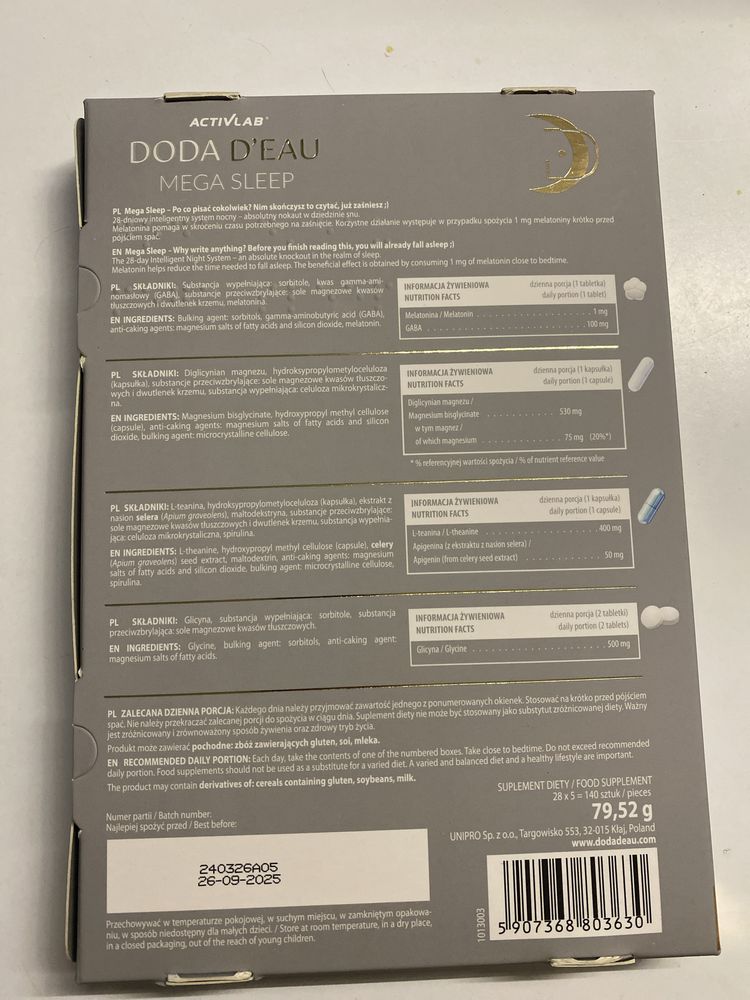 ACTIVLAB®
DODA D'EAU
MEGA SLEEP
PL Mega Sleep – Po co pisać cokolwiek? Nim skończysz to czytać, już zaśniesz ;)
28-dniowy inteligentny system nocny – absolutny nokaut w dziedzinie snu.
Melatonina pomaga w skróceniu czasu potrzebnego na zaśnięcie. Korzystne działanie występuje w przypadku spożycia 1 mg melatoniny krótko przed
pójściem spać.
EN Mega Sleep – Why write anything? Before you finish reading this, you will already fall asleep ;)
The 28-day Intelligent Night System – an absolute knockout in the realm of sleep.
Melatonin helps reduce the time needed to fall asleep. The beneficial effect is obtained by consuming 1 mg of melatonin close to bedtime.
PL SKŁADNIKI: Substancja wypełniająca: sorbitole, kwas gamma-ami-
nomasłowy (GABA), substancje przeciwzbrylające: sole magnezowe kwasów
tłuszczowych i dwutlenek krzemu, melatonina.
EN INGREDIENTS: Bulking agent: sorbitols, gamma-aminobutyric acid (GABA),
anti-caking agents: magnesium salts of fatty acids and silicon dioxide, melatonin.
INFORMACJA ŻYWIENIOWA dzienna porcja (1 tabletka)
NUTRITION FACTS daily portion (1 tablet)
Melatonina / Melatonin . . . . . . . . . . . . . . . . . . . . 1 mg
GABA . . . . . . . . . . . . . . . . . . . . . . . . . . . 100 mg
PL SKŁADNIKI: Diglicynian magnezu, hydroksypropylometyloceluloza
(kapsułka), substancje przeciwzbrylające: sole magnezowe kwasów tłuszczo-
wych i dwutlenek krzemu, substancja wypełniająca: celuloza mikrokrystalicz-
na.
EN INGREDIENTS: Magnesium bisglycinate, hydroxypropyl methyl cellulose
(capsule), anti-caking agents: magnesium salts of fatty acids and silicon
dioxide, bulking agent: microcrystalline cellulose.
INFORMACJA ŻYWIENIOWA dzienna porcja (1 kapsułka)
NUTRITION FACTS daily portion (1 capsule)
Diglicynian magnezu /
Magnesium bisglycinate . . . . . . . . . . 530 mg
w tym magnez /
of which magnesium . . . . . . . . . . . 75 mg (20%*)
* % referencyjnej wartości spożycia / % of nutrient reference value
PL SKŁADNIKI: L-teanina, hydroksypropylometyloceluloza (kapsułka), ekstrakt z
nasion selera (Apium graveolens), maltodekstryna, substancje przeciwzbrylające:
sole magnezowe kwasów tłuszczowych i dwutlenek krzemu, substancja wypełnia-
jąca: celuloza mikrokrystaliczna, spirulina.
EN INGREDIENTS: L-theanine, hydroxypropyl methyl cellulose (capsule), celery
(Apium graveolens) seed extract, maltodextrin, anti-caking agents: magnesium
salts of fatty acids and silicon dioxide, bulking agent: microcrystalline cellulose,
spirulina.
INFORMACJA ŻYWIENIOWA dzienna porcja (1 kapsułka)
NUTRITION FACTS daily portion (1 capsule)
L-teanina / L-theanine . . . . . . . . . . . . . . . . . . . 400 mg
Apigenina (z ekstraktu z nasion selera) /
Apigenin (from celery seed extract) . . . . . . . . . . . . . . 50 mg
PL SKŁADNIKI: Glicyna, substancja wypełniająca: sorbitole, substancja
przeciwzbrylająca: sole magnezowe kwasów tłuszczowych.
EN INGREDIENTS: Glycine, bulking agent: sorbitols, anti-caking agent:
magnesium salts of fatty acids.
INFORMACJA ŻYWIENIOWA dzienna porcja (2 tabletki)
NUTRITION FACTS daily portion (2 tablets)
Glicyna / Glycine . . . . . . . . . . . . . . . . . . . . . . 500 mg
PL ZALECANA DZIENNA PORCJA: Każdego dnia należy przyjmować zawartość jednego z ponumerowanych okienek. Stosować na krótko przed pójściem
spać. Nie należy przekraczać zalecanej porcji do spożycia w ciągu dnia. Suplement diety nie może być stosowany jako substytut zróżnicowanej diety. Ważny
jest zróżnicowany i zrównoważony sposób żywienia oraz zdrowy tryb życia.
Produkt może zawierać pochodne: zbóż zawierających gluten, soi, mleka.
EN RECOMMENDED DAILY PORTION: Each day, take the contents of one of the numbered boxes. Take close to bedtime. Do not exceed recommended
daily portion. Food supplements should not be used as a substitute for a varied diet. A varied and balanced diet and a healthy lifestyle are important.
The product may contain derivatives of: cereals containing gluten, soybeans, milk.
SUPLEMENT DIETY / FOOD SUPPLEMENT
28 x 5 = 140 sztuk / pieces
79,52 g
UNIPRO Sp. z o.o., Targowisko 553, 32-015 Kłaj, Poland
www.dodadeau.com
Numer partii / Batch number:
Najlepiej spożyć przed / Best before:
240326A05
26-09-2025
Przechowywać w temperaturze pokojowej, w suchym miejscu, w zamkniętym opakowa-
niu, w sposób niedostępny dla małych dzieci. / Store at room temperature, in a dry place,
in a closed packaging, out of the reach of young children.
1013003
5 907368 803630